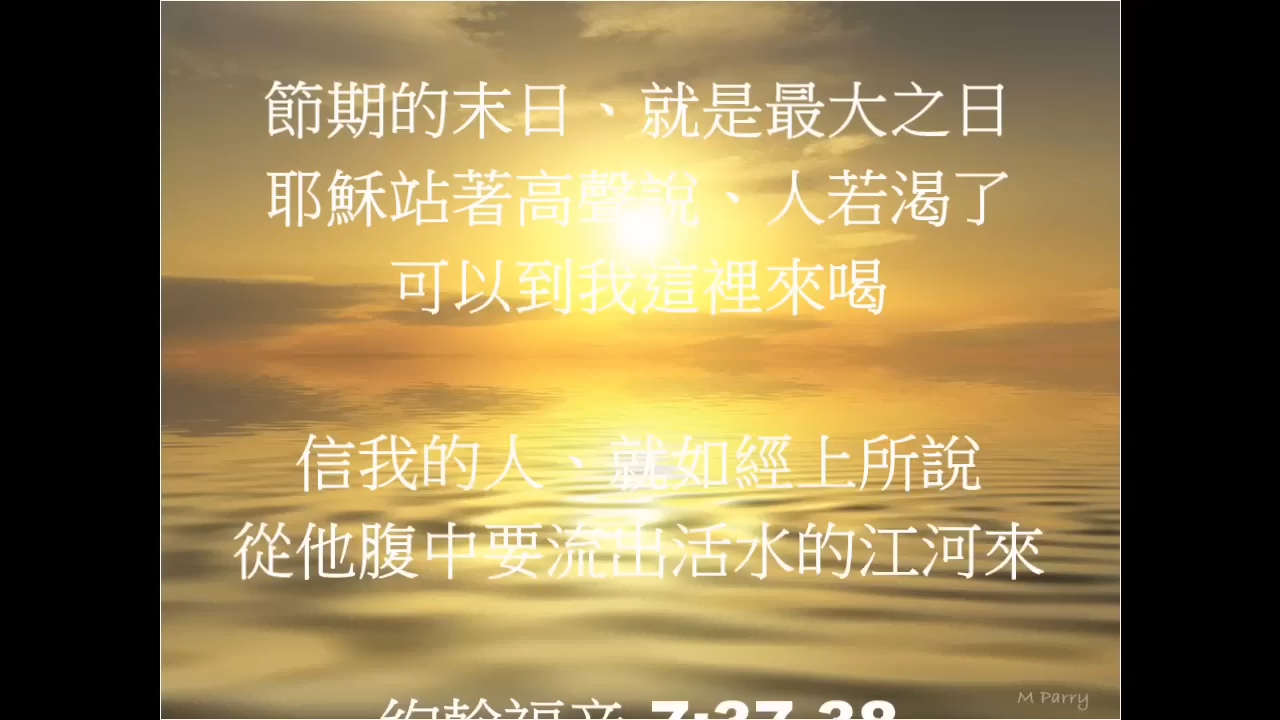 節期的末日、就是最大之日
耶穌站著高聲說、人若渴了
可以到我這裡來喝
信我的人、就如經上所說
從他腹中要流出活水的江河來
約翰福音 7:37-38
M Parry